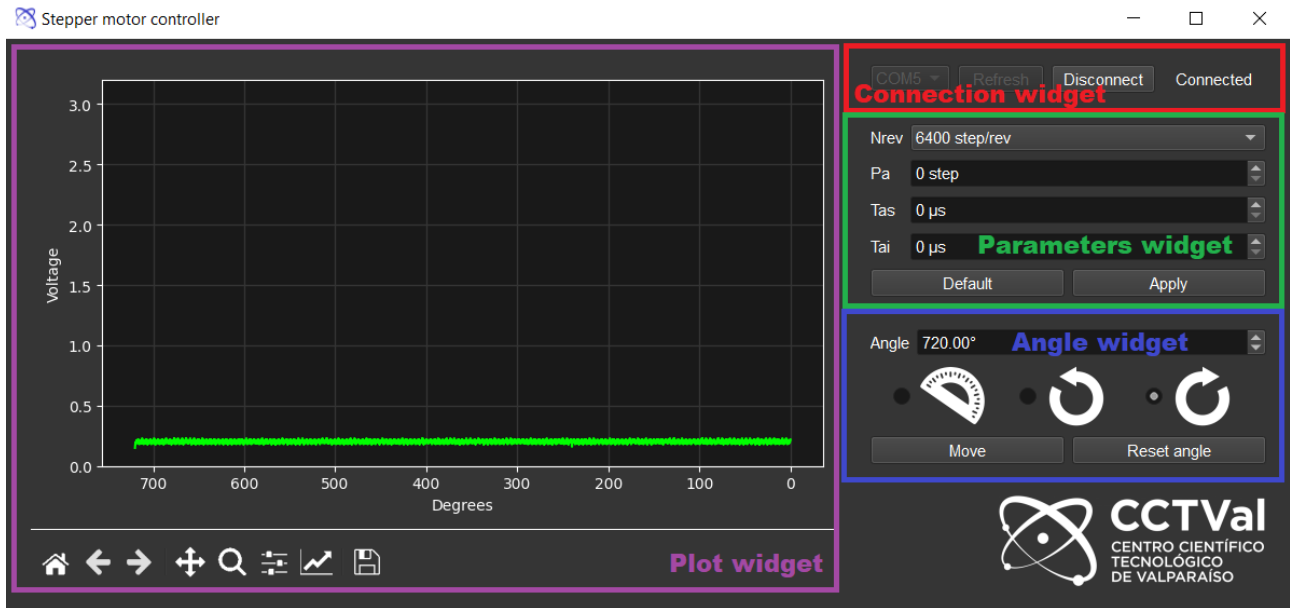 Stepper motor controller
3.0
2.5
2.0
1.5
1.0
0.5
0.0
Voltage
700 600 500 400 300 200 100 0
Degrees
Plot widget
COM5 Refresh Disconnect Connected
Connection widget
Nrev 6400 step/rev
Pa 0 step
Tas 0 µs
Tai 0 µs Parameters widget
Default Apply
Angle 720.00° Angle widget
Move Reset angle
CCTVal
CENTRO CIENTÍFICO
TECNOLÓGICO
DE VALPARAÍSO